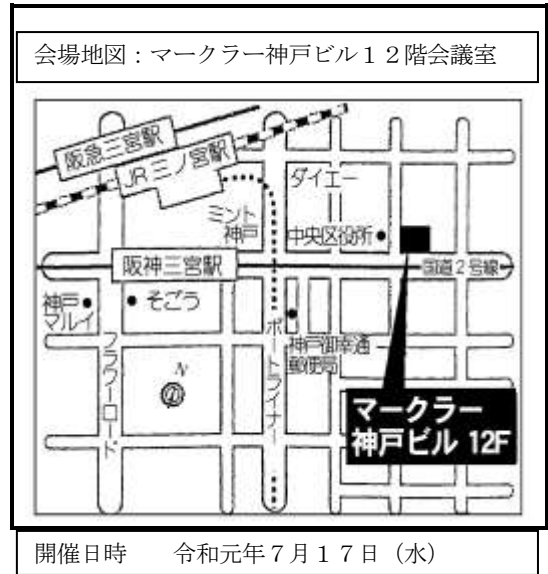 会場地図：マークラー神戸ビル１２階会議室
阪急三宮駅
JR三ノ宮駅
ダイエー
ミント
神戸
中央区役所
阪神三宮駅
国道2号線
神戸
マルイ
そごう
神戸御幸通
郵便局
フラワーロード
ポートライナー
N
マークラー
神戸ビル 12F
開催日時　　令和元年７月１７日（水）